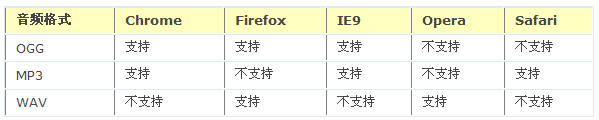 音频格式 Chrome Firefox IE9 Opera Safari
OGG 支持 支持 支持 不支持 不支持
MP3 支持 不支持 支持 不支持 支持
WAV 不支持 支持 不支持 支持 不支持